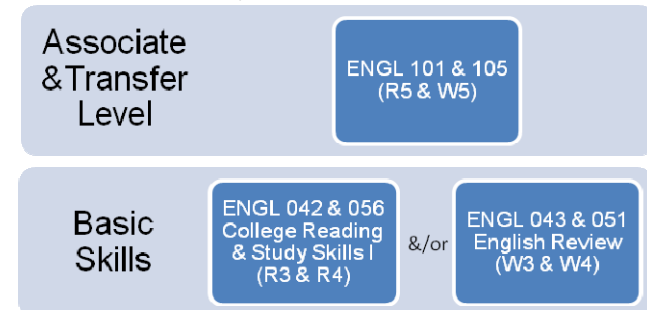 Associate
&Transfer
Level
ENGL 101 & 105
(R5 & W5)
Basic
Skills
ENGL 042 & 056
College Reading
& Study Skills I
(R3 & R4)
&/or
ENGL 043 & 051
English Review
(W3 & W4)